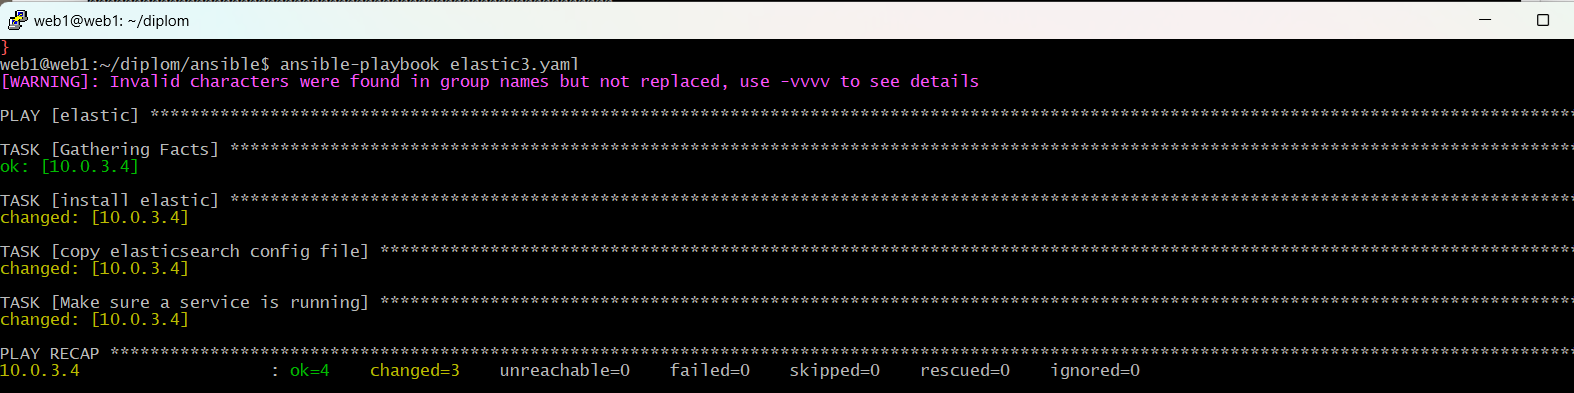 web1@web1: ~/diplom
}
web1@web1:~/diplom/ansible$ ansible-playbook elastic3.yaml
[WARNING]: Invalid characters were found in group names but not replaced, use -vvvv to see details
PLAY [elastic] ******************************************************************************************************************************************************
TASK [Gathering Facts] **********************************************************************************************************************************************
ok: [10.0.3.4]
TASK [install elastic] **********************************************************************************************************************************************
changed: [10.0.3.4]
TASK [copy elasticsearch config file] *******************************************************************************************************************************
changed: [10.0.3.4]
TASK [Make sure a service is running] *******************************************************************************************************************************
changed: [10.0.3.4]
PLAY RECAP **********************************************************************************************************************************************************
10.0.3.4                   : ok=4    changed=3    unreachable=0    failed=0    skipped=0    rescued=0    ignored=0